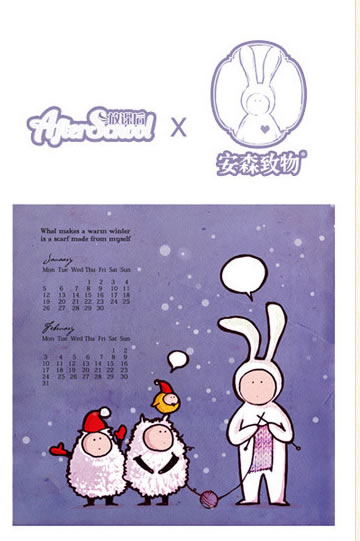 放课后
AfterSchool
X
安森致物®
What makes a warm winter
is a scarf made from myself
January
Mon Tue Wed Thu Fri Sat Sun
1 2 3 4
5 6 7 8 9 10 11
12 13 14 15 16 17 18
19 20 21 22 23 24 25
26 27 28 29 30
February
Mon Tue Wed Thu Fri Sat Sun
1 2
3 4 5 6 7 8 9
10 11 12 13 14 15 16
17 18 19 20 21 22 23
24 25 26 27 28 29 30
31